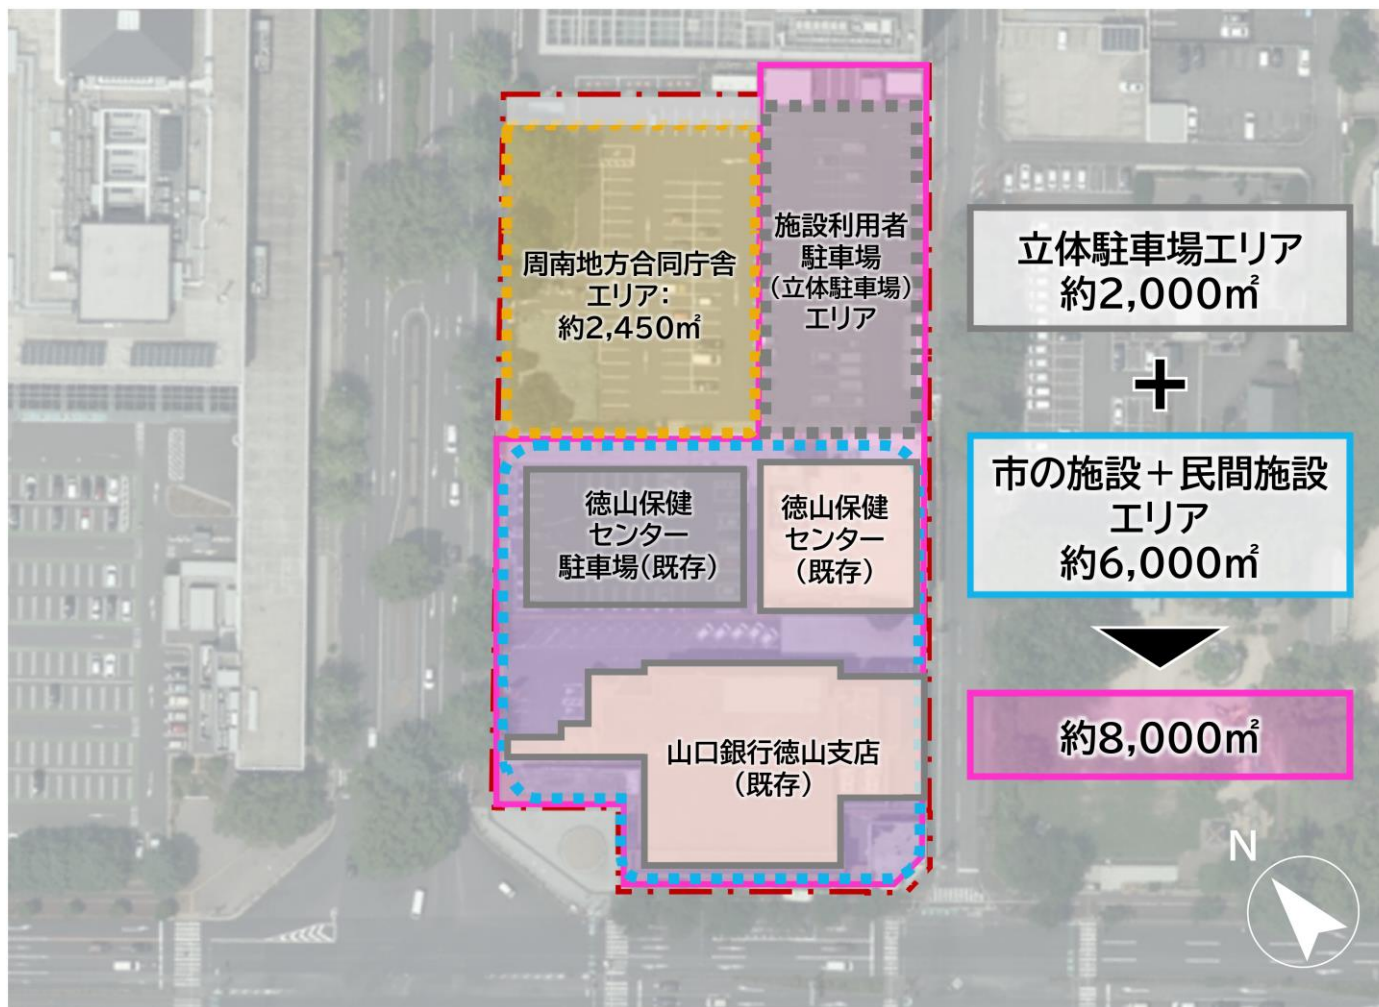 周南地方合同庁舎
エリア:
約2,450㎡
施設利用者
駐車場
(立体駐車場)
エリア
立体駐車場エリア
約2,000㎡
+
市の施設+民間施設
エリア
約6,000㎡
約8,000㎡
徳山保健
センター
駐車場(既存)
徳山保健
センター
(既存)
山口銀行徳山支店
(既存)
N